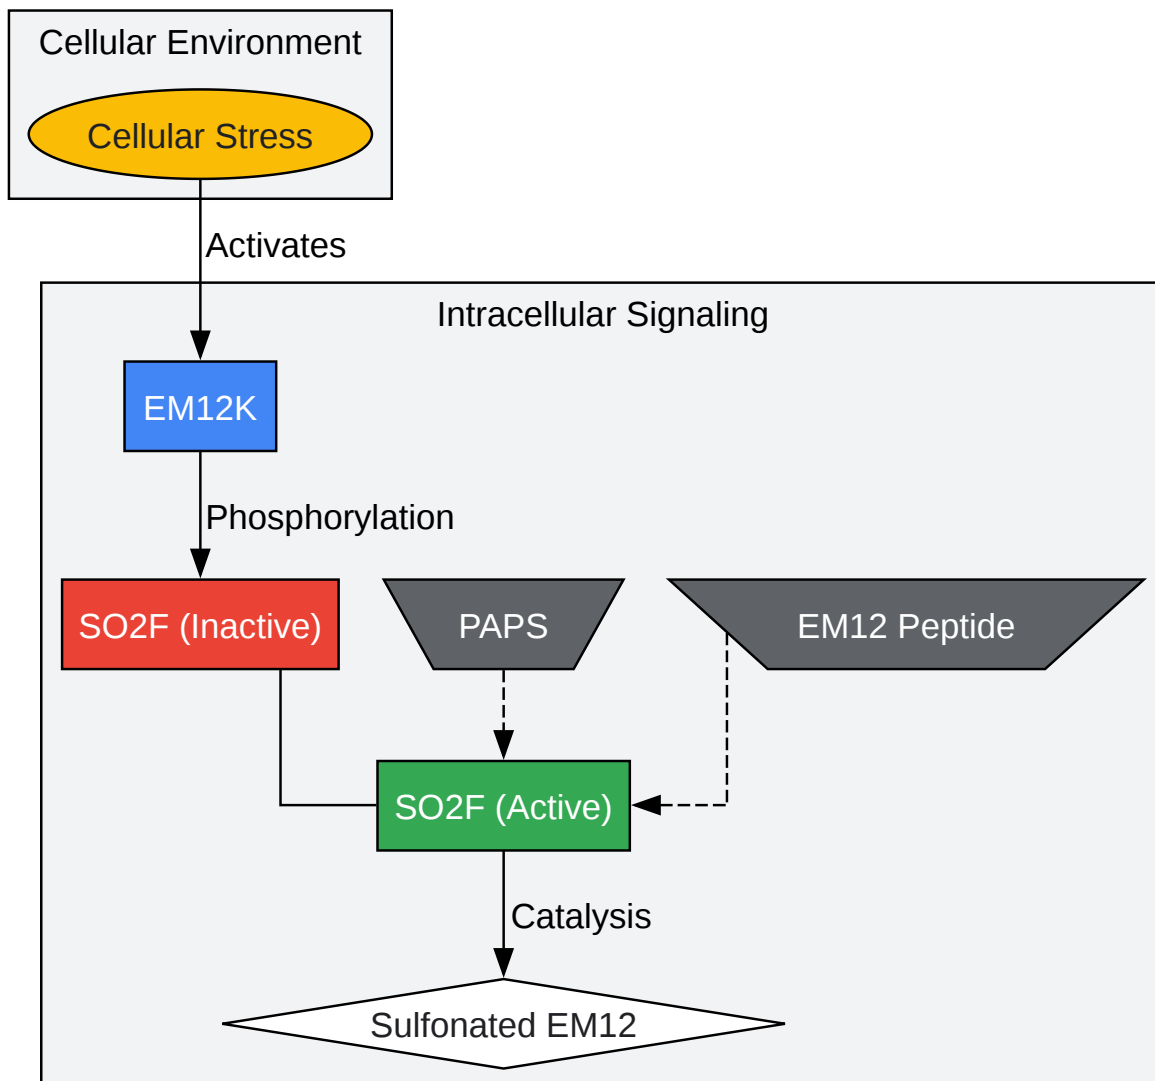 Cellular Environment
Cellular Stress
Activates
Intracellular Signaling
EM12K
Phosphorylation
SO2F (Inactive)
PAPS
EM12 Peptide
SO2F (Active)
Catalysis
Sulfonated EM12